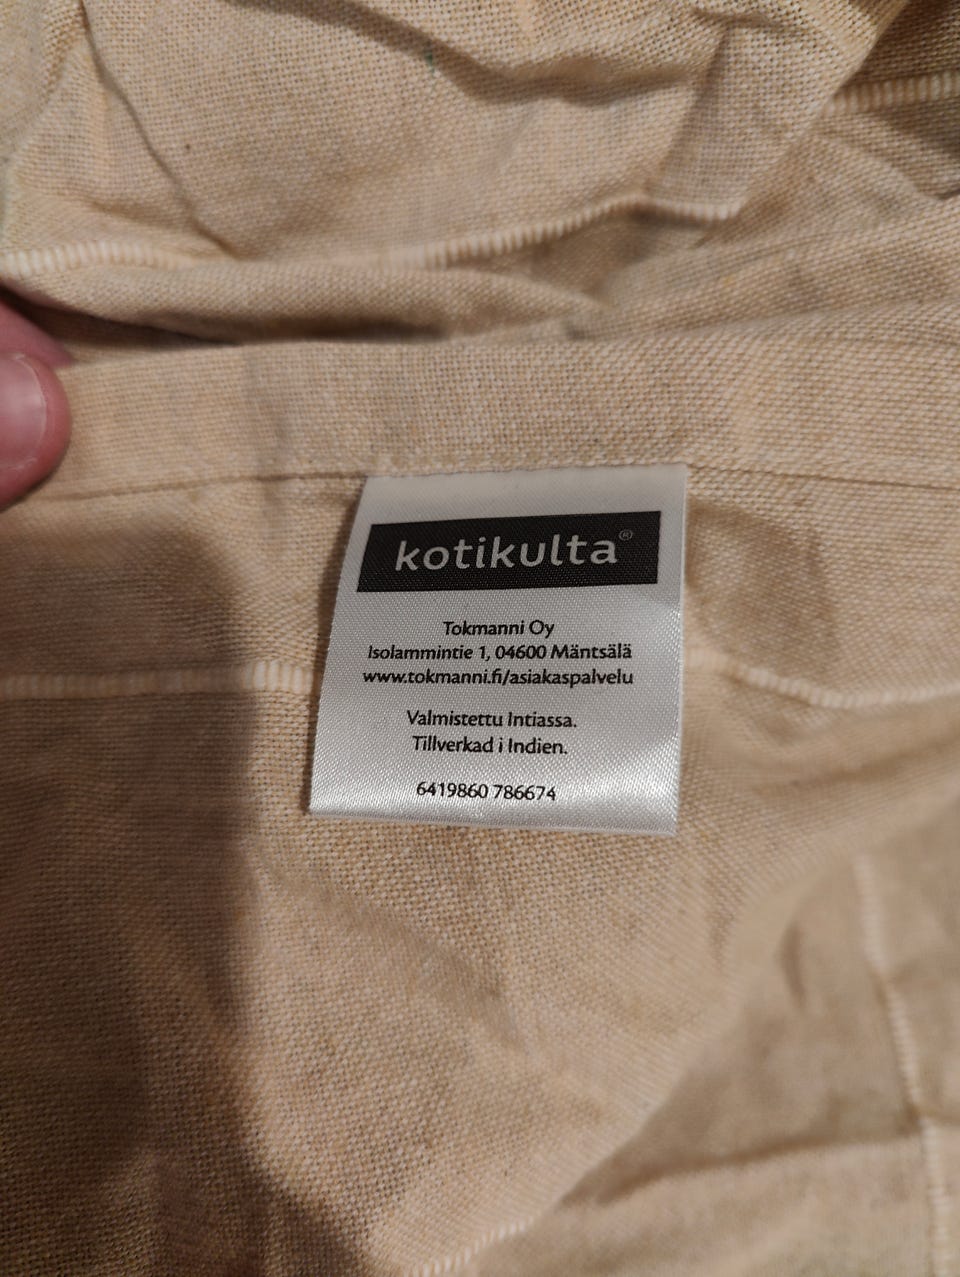 kotikulta®
Tokmanni Oy
Isolammintie 1, 04600 Mäntsälä
www.tokmanni.fi/asiakaspalvelu
Valmistettu Intiassa.
Tillverkad i Indien.
6419860 786674